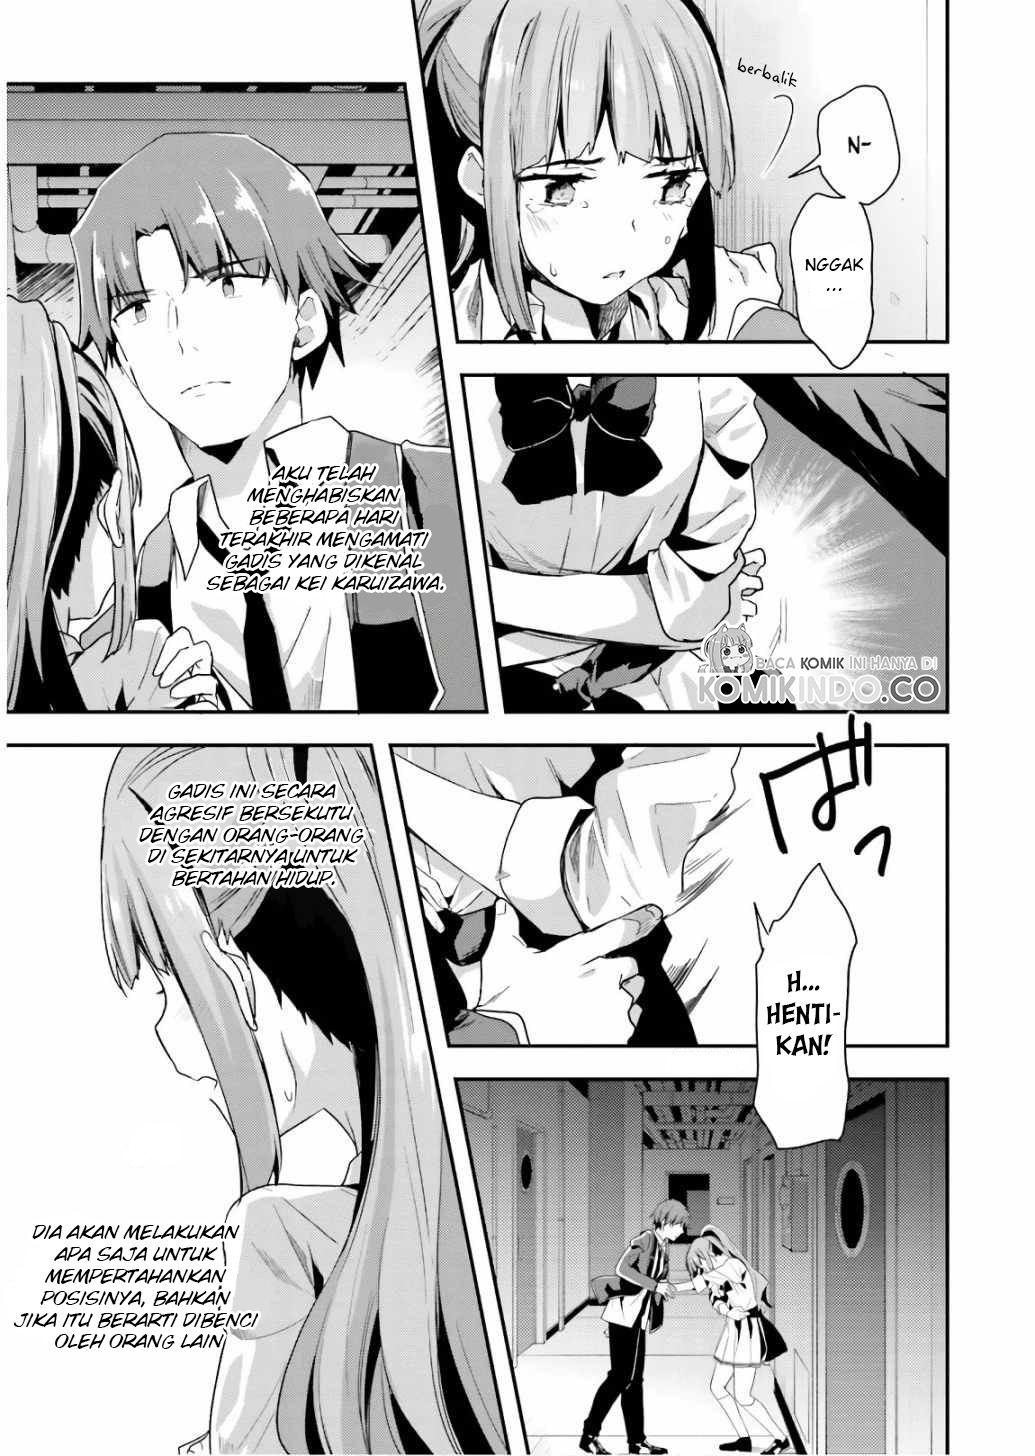 berbalik
N-
NGGAK
...
AKU TELAH
MENGHABISKAN
BEBERAPA HARI
TERAKHIR MENGAMATI
GADIS YANG DIKENAL
SEBAGAI KEI KARUIZAWA.
BACA KOMIK INI HANYA DI
KOMIKINDO.CO
ばっ
H...
HENTI-
KAN!
GADIS INI SECARA
AGRESIF BERSEKUTU
DENGAN ORANG-ORANG
DI SEKITARNYA UNTUK
BERTAHAN HIDUP.
DIA AKAN MELAKUKAN
APA SAJA UNTUK
MEMPERTAHANKAN
POSISINYA, BAHKAN
JIKA ITU BERARTI DIBENCI
OLEH ORANG LAIN